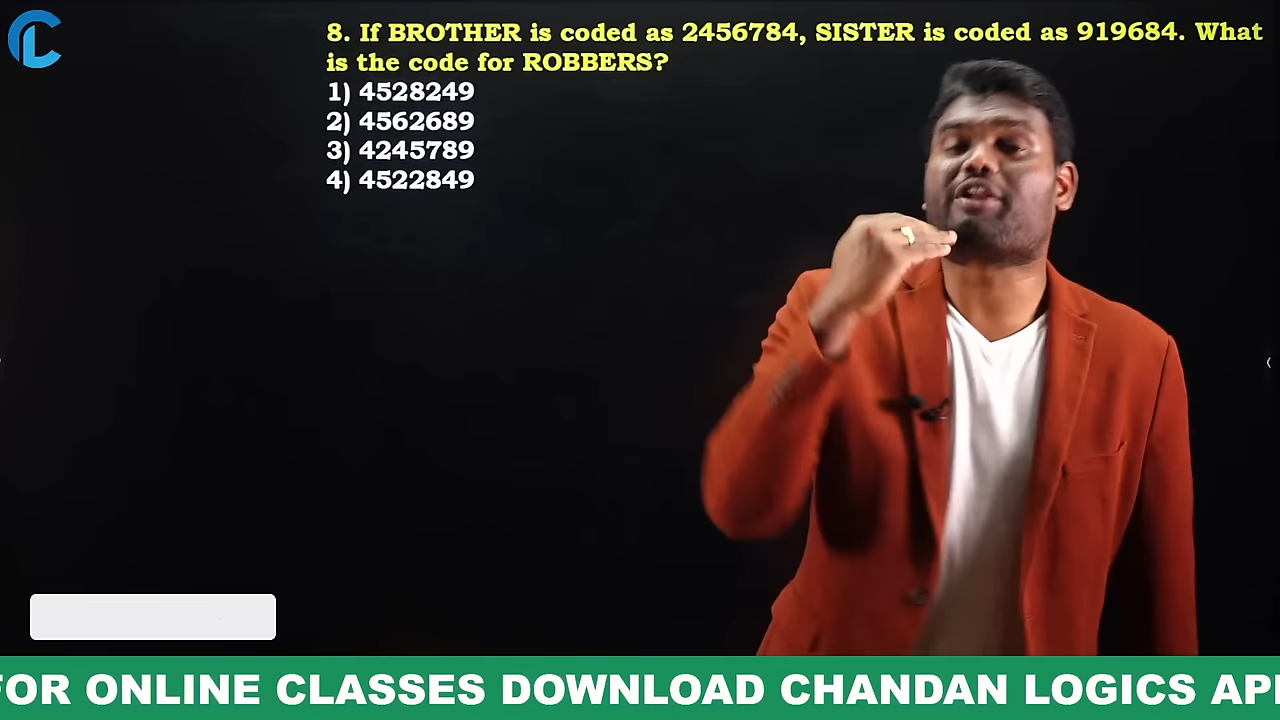 8. If BROTHER is coded as 2456784, SISTER is coded as 919684. What
is the code for ROBBERS?
1) 4528249
2) 4562689
3) 4245789
4) 4522849
FOR ONLINE CLASSES DOWNLOAD CHANDAN LOGICS AP